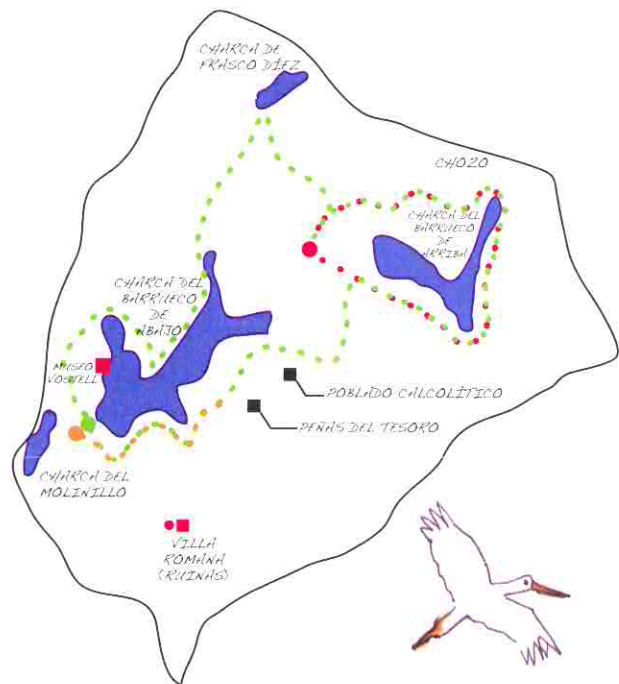 CHARCA DE
FRASCO DÍEZ
CHOZO
CHARCA DEL
BARRUECO
DE
ARRIBA
CHARCA DEL
BARRUECO
DE
ABAJO
MUSEO
VOSTELL
POBLADO CALCOLÍTICO
PEÑAS DEL TESORO
CHARCA DEL
MOLINILLO
VILLA
ROMANA
(RUINAS)